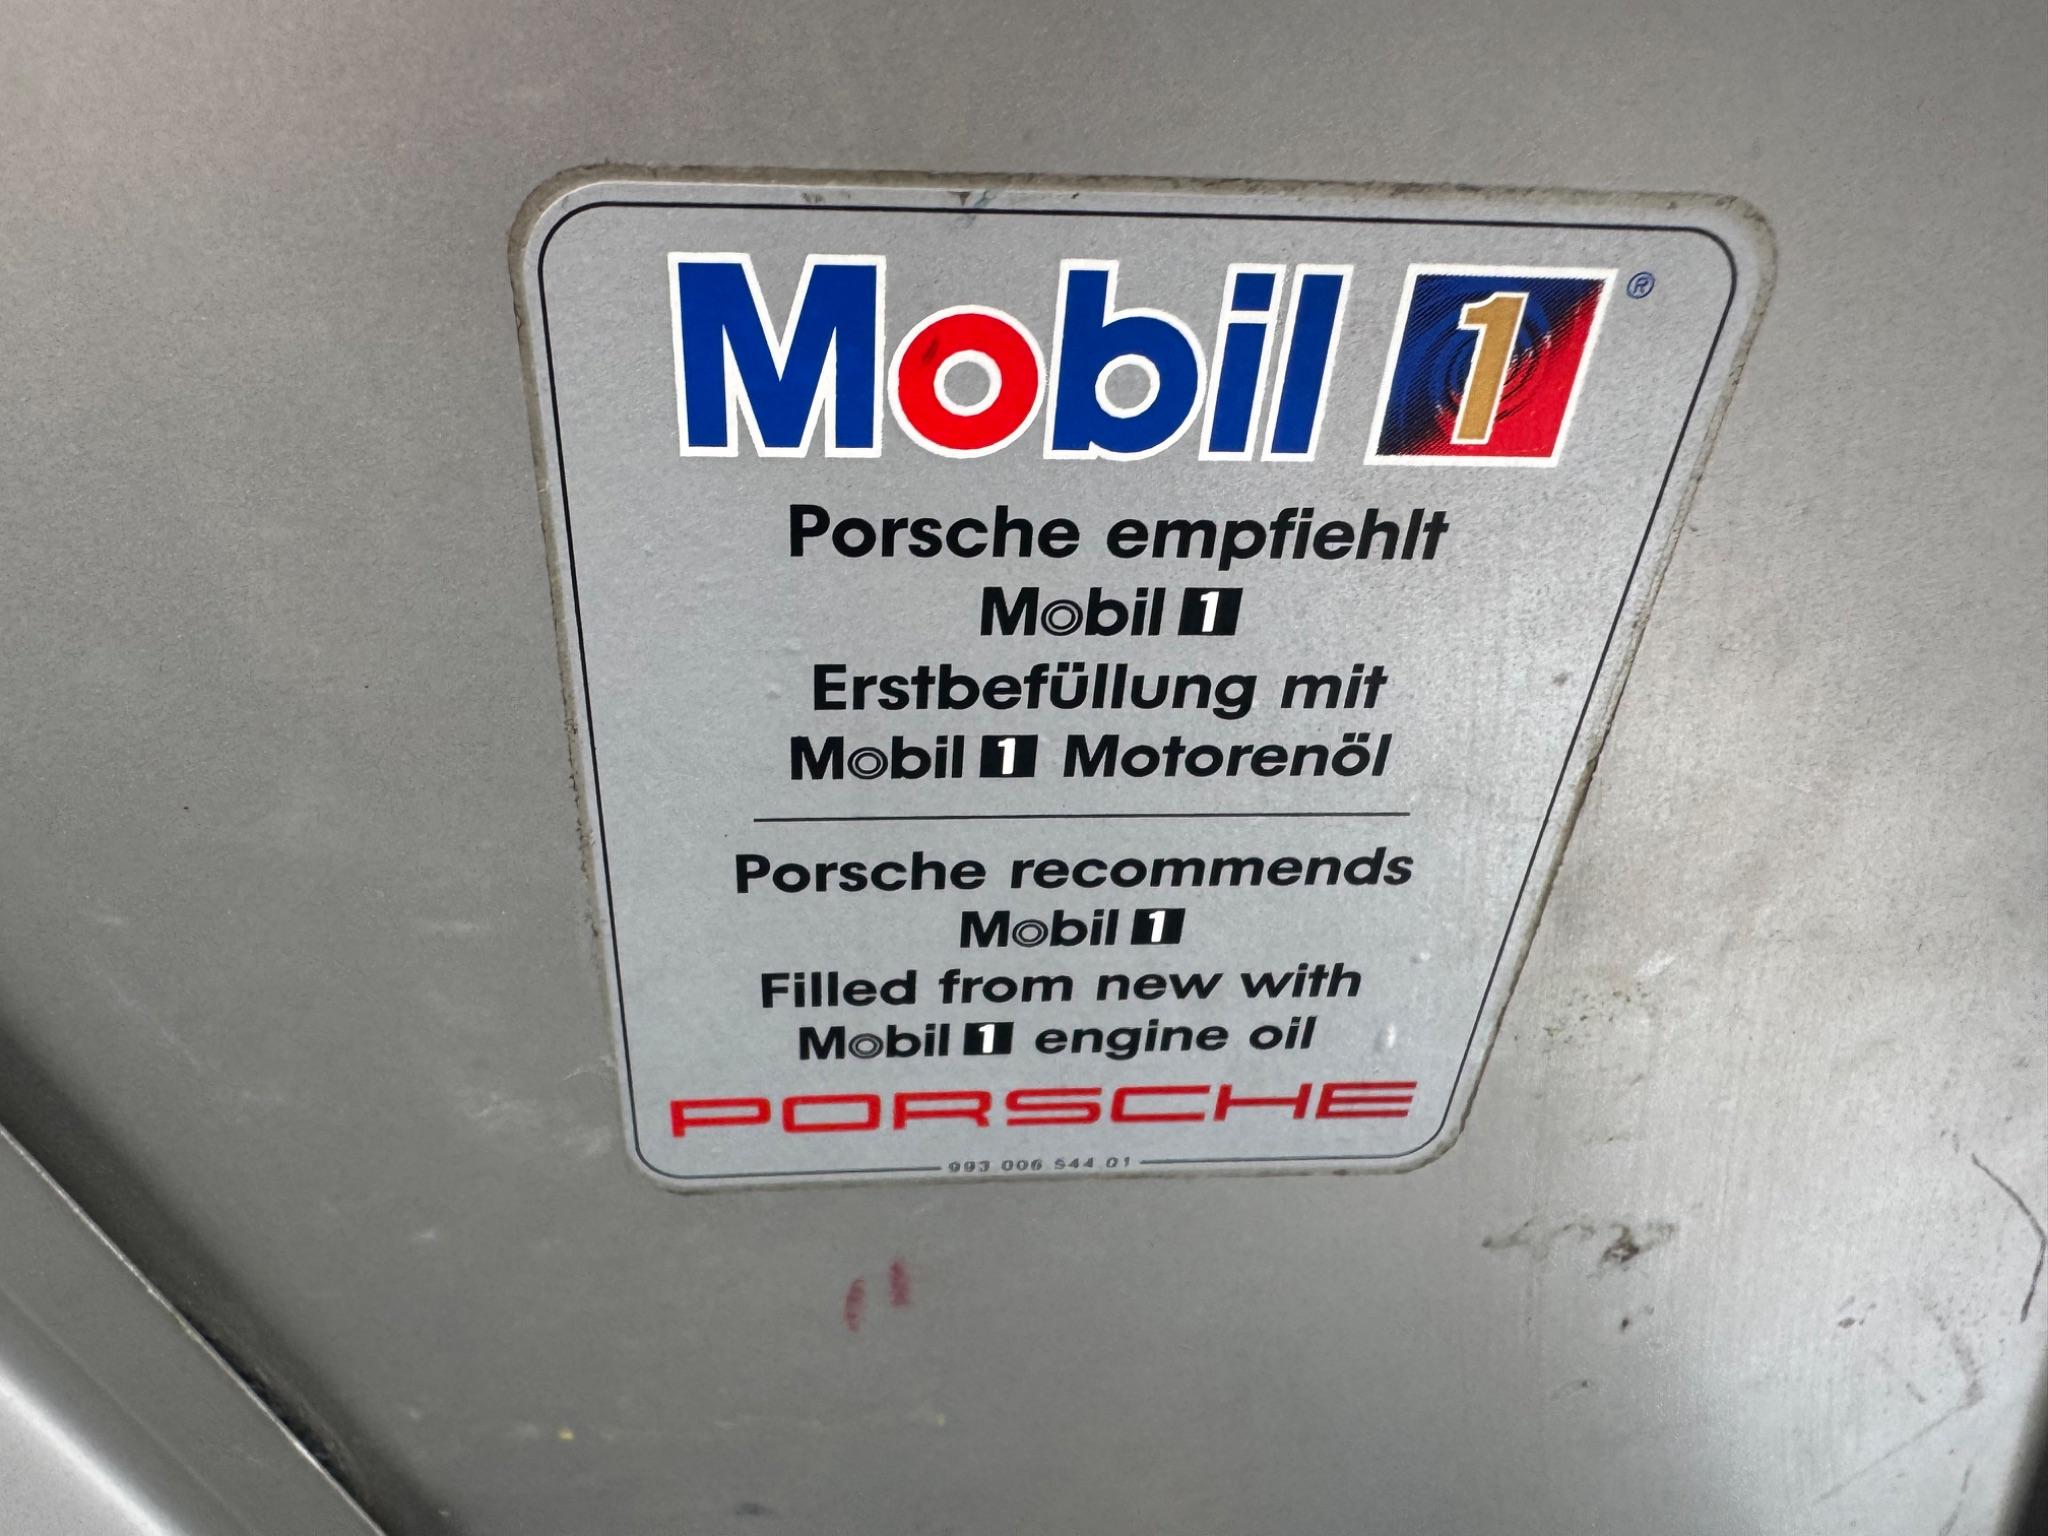 Mobil 1 ®
Porsche empfiehlt
Mobil 1
Erstbefüllung mit
Mobil 1 Motorenöl
Porsche recommends
Mobil 1
Filled from new with
Mobil 1 engine oil
PORSCHE
993 006 544 01